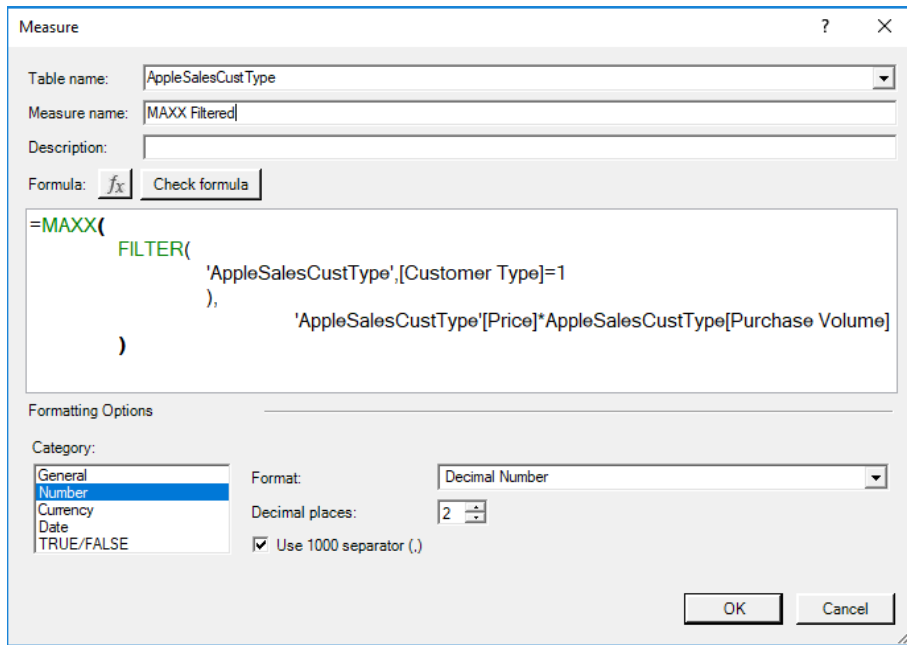 Measure ? ×
Table name: AppleSalesCustType
Measure name: MAXX Filtered
Description:
Formula: fx Check formula
=MAXX(
FILTER(
'AppleSalesCustType',[Customer Type]=1
),
'AppleSalesCustType'[Price]*AppleSalesCustType[Purchase Volume]
)
Formatting Options
Category:
General
Number
Currency
Date
TRUE/FALSE
Format: Decimal Number
Decimal places: 2
Use 1000 separator (,)
OK Cancel